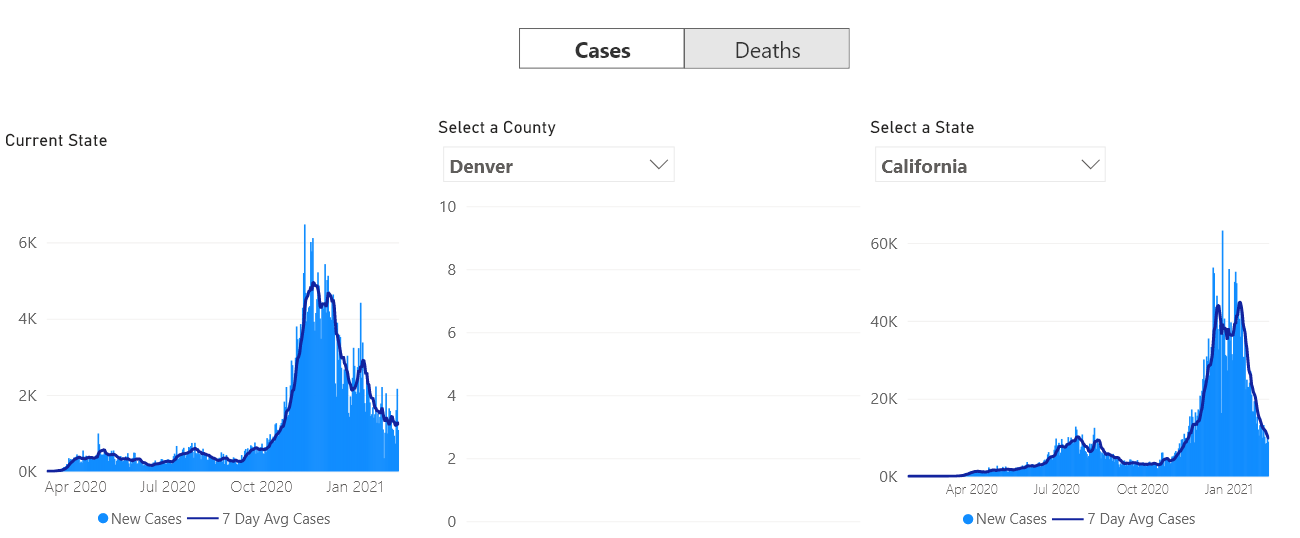 Cases Deaths
Current State
Select a County
Denver
Select a State
California
6K
4K
2K
0K
Apr 2020 Jul 2020 Oct 2020 Jan 2021
New Cases 7 Day Avg Cases
10
8
6
4
2
0
60K
40K
20K
0K
Apr 2020 Jul 2020 Oct 2020 Jan 2021
New Cases 7 Day Avg Cases